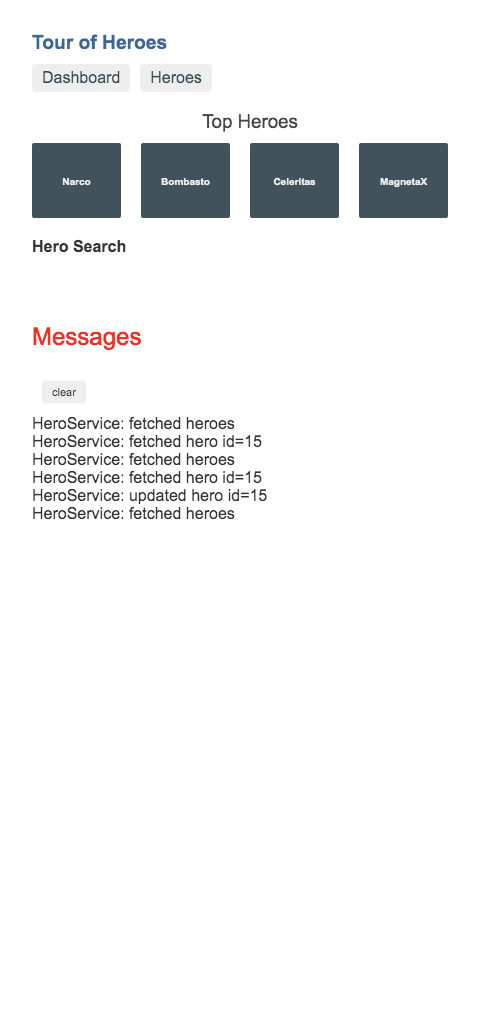 Tour of Heroes
Dashboard Heroes
Top Heroes
Narco Bombasto Celeritas MagnetaX
Hero Search
Messages
clear
HeroService: fetched heroes
HeroService: fetched hero id=15
HeroService: fetched heroes
HeroService: fetched hero id=15
HeroService: updated hero id=15
HeroService: fetched heroes